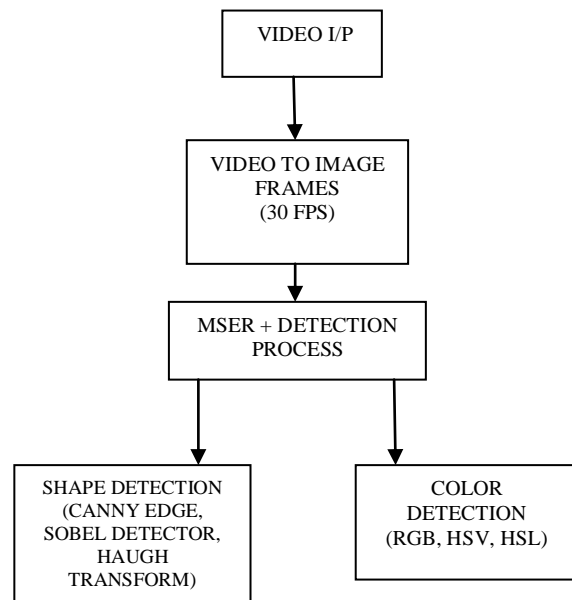 VIDEO I/P
VIDEO TO IMAGE
FRAMES
(30 FPS)
MSER + DETECTION
PROCESS
SHAPE DETECTION
(CANNY EDGE,
SOBEL DETECTOR,
HAUGH
TRANSFORM)
COLOR
DETECTION
(RGB, HSV, HSL)